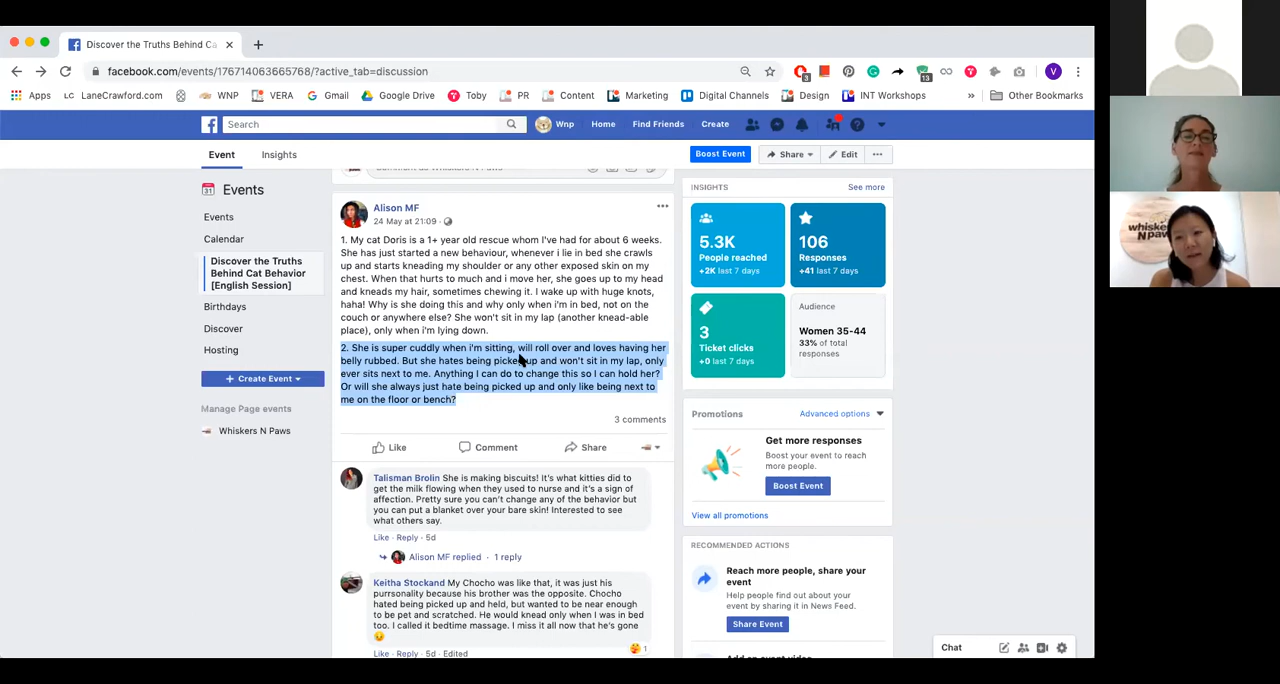 Discover the Truths Behind Ca
facebook.com/events/176714063665768/?active_tab=discussion
3
13
V
Apps LC LaneCrawford.com WNP VERA Gmail Google Drive Toby PR Content Marketing Digital Channels Design INT Workshops » Other Bookmarks
Search
Wnp Home Find Friends Create
Event Insights
Boost Event Share Edit
31 Events
Events
Calendar
Discover the Truths
Behind Cat Behavior
[English Session]
Birthdays
Discover
Hosting
+ Create Event
Manage Page events
Whiskers N Paws
Alison MF
24 May at 21:09 ·
1. My cat Doris is a 1+ year old rescue whom I've had for about 6 weeks.
She has just started a new behaviour, whenever i lie in bed she crawls
up and starts kneading my shoulder or any other exposed skin on my
chest. When that hurts to much and i move her, she goes up to my head
and kneads my hair, sometimes chewing it. I wake up with huge knots,
haha! Why is she doing this and why only when i'm in bed, not on the
couch or anywhere else? She won't sit in my lap (another knead-able
place), only when i'm lying down.
2. She is super cuddly when i'm sitting, will roll over and loves having her
belly rubbed. But she hates being picked up and won't sit in my lap, only
ever sits next to me. Anything I can do to change this so I can hold her?
Or will she always just hate being picked up and only like being next to
me on the floor or bench?
3 comments
Like Comment Share
Talisman Brolin She is making biscuits! It's what kitties did to
get the milk flowing when they used to nurse and it's a sign of
affection. Pretty sure you can't change any of the behavior but
you can put a blanket over your bare skin! Interested to see
what others say.
Like · Reply · 5d
Alison MF replied · 1 reply
Keitha Stockand My Chocho was like that, it was just his
purrsonality because his brother was the opposite. Chocho
hated being picked up and held, but wanted to be near enough
to be pet and scratched. He would knead only when I was in bed
too. I called it bedtime massage. I miss it all now that he's gone
1
Like · Reply · 5d · Edited
INSIGHTS See more
5.3K
People reached
+2K last 7 days
106
Responses
+41 last 7 days
3
Ticket clicks
+0 last 7 days
Audience
Women 35-44
33% of total
responses
Promotions Advanced options
Get more responses
Boost your event to reach
more people.
Boost Event
View all promotions
RECOMMENDED ACTIONS
Reach more people, share your
event
Help people find out about your
event by sharing it in News Feed.
Share Event
Chat
whiskers
N Paws